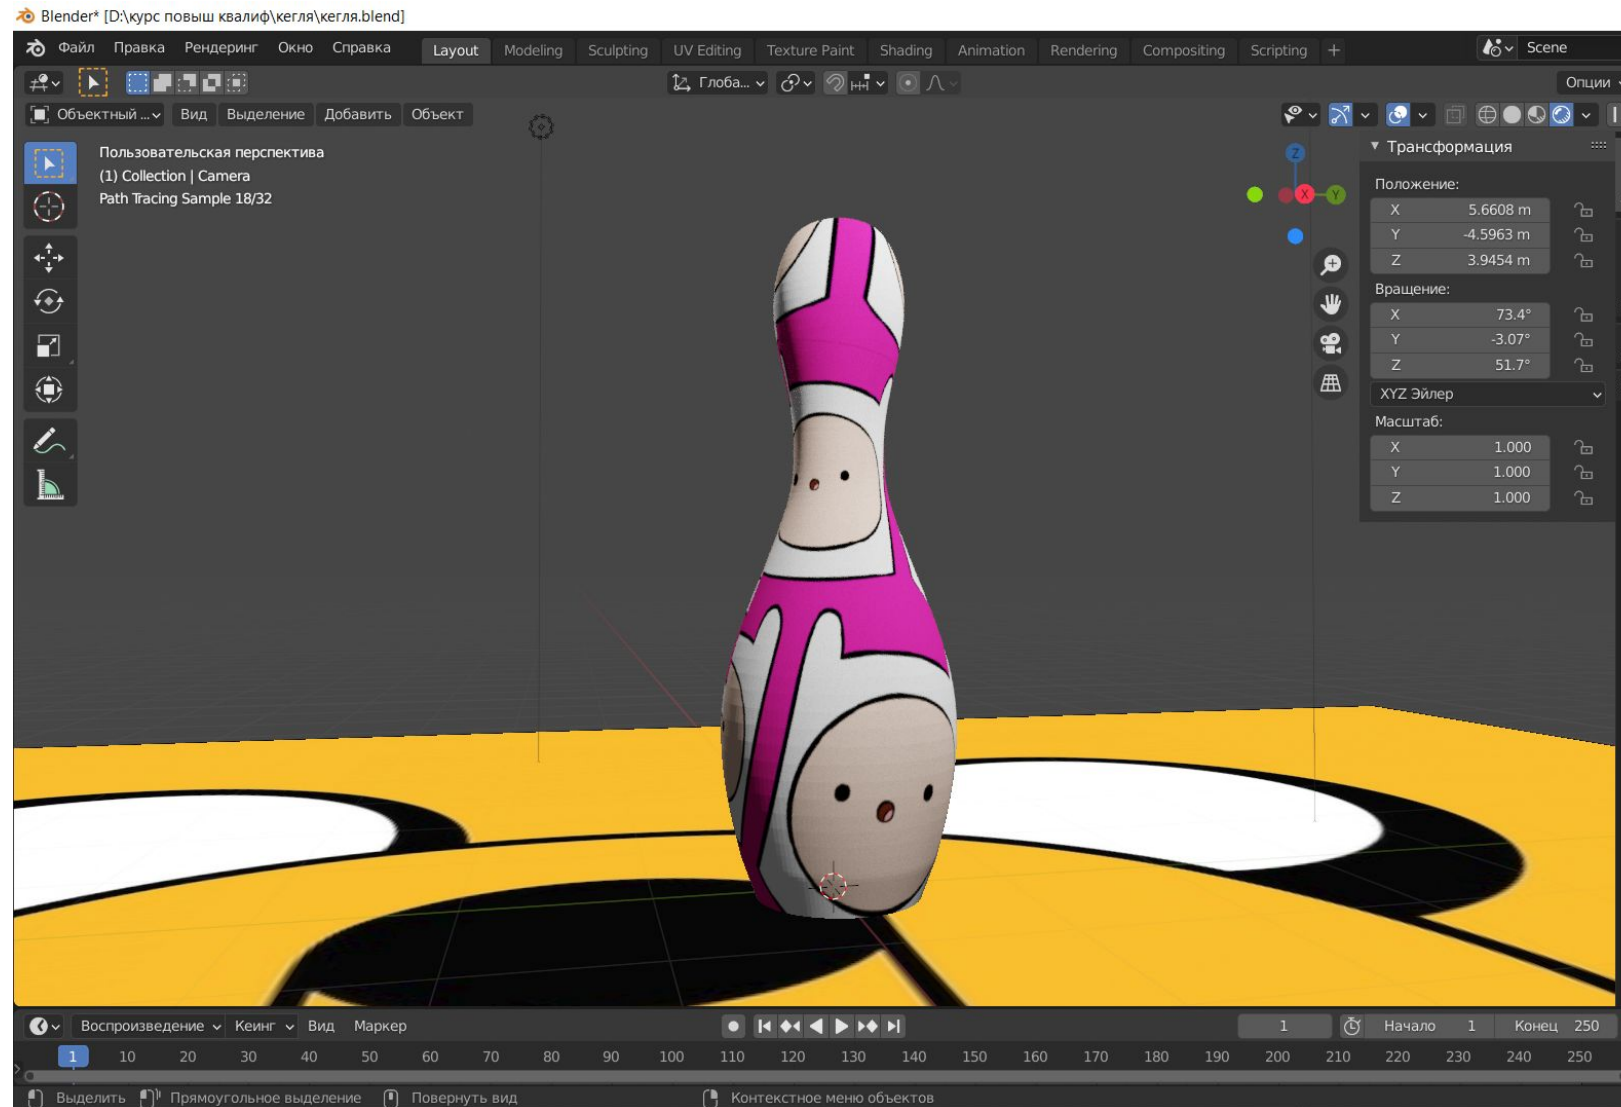 Blender* [D:\курс повыш квалиф\кегля\кегля.blend]
Файл Правка Рендеринг Окно Справка Layout Modeling Sculpting UV Editing Texture Paint Shading Animation Rendering Compositing Scripting + Scene
Глоба... Опции
Объектный ... Вид Выделение Добавить Объект
Пользовательская перспектива
(1) Collection | Camera
Path Tracing Sample 18/32
Z
X
Y
Трансформация
Положение:
X 5.6608 m
Y -4.5963 m
Z 3.9454 m
Вращение:
X 73.4°
Y -3.07°
Z 51.7°
XYZ Эйлер
Масштаб:
X 1.000
Y 1.000
Z 1.000
Воспроизведение Кеинг Вид Маркер 1 Начало 1 Конец 250
1 10 20 30 40 50 60 70 80 90 100 110 120 130 140 150 160 170 180 190 200 210 220 230 240 250
Выделить Прямоугольное выделение Повернуть вид Контекстное меню объектов